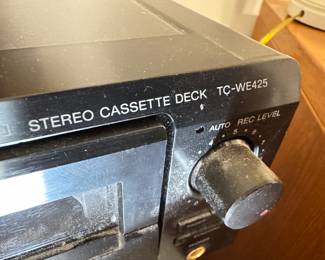 STEREO CASSETTE DECK TC-WE425
AUTO REC LEVEL